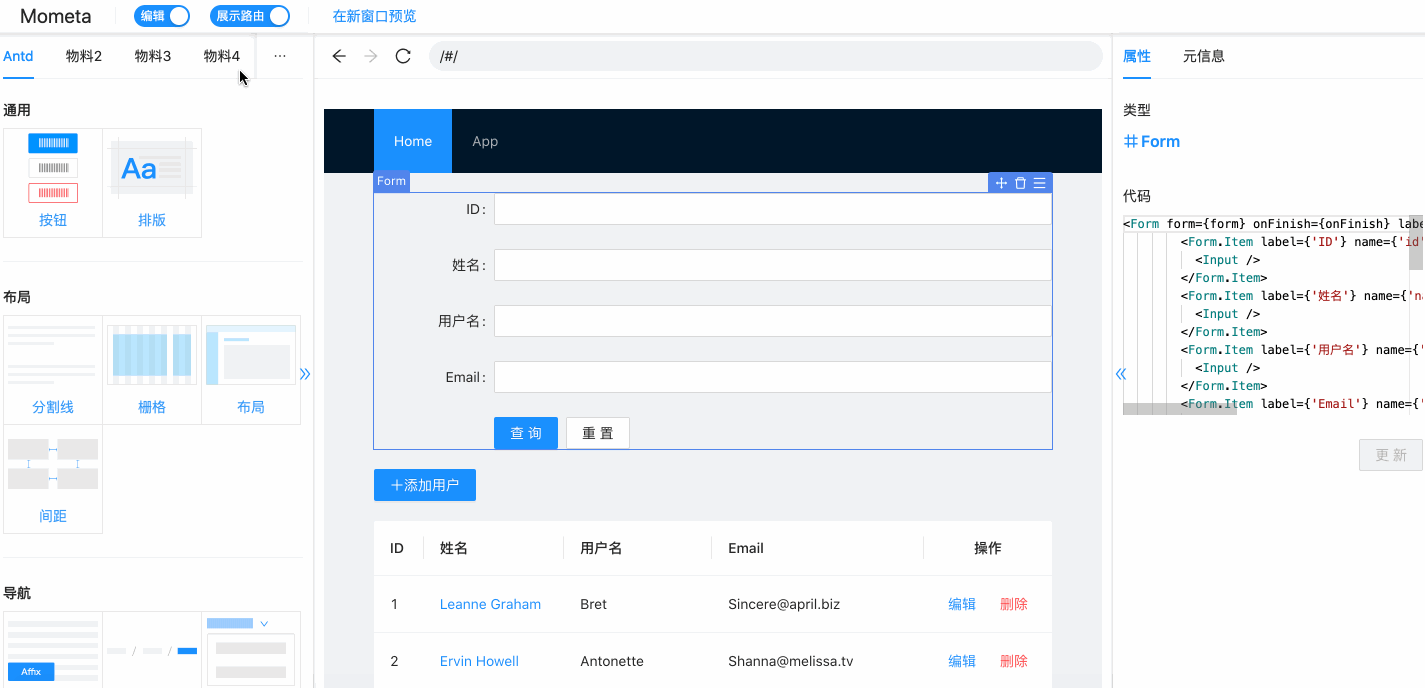 Mometa 编辑 展示路由 在新窗口预览
Antd 物料2 物料3 物料4 ···
/#/
属性 元信息
通用
Aa
按钮 排版
布局
分割线 栅格 布局
间距
导航
Affix
/ /
Home App
Form
ID:
姓名:
用户名:
Email:
查 询 重 置
＋添加用户
ID 姓名 用户名 Email 操作
1 Leanne Graham Bret Sincere@april.biz 编辑 删除
2 Ervin Howell Antonette Shanna@melissa.tv 编辑 删除
类型
Form
代码
<Form form={form} onFinish={onFinish} labe
<Form.Item label={'ID'} name={'id'
<Input />
</Form.Item>
<Form.Item label={'姓名'} name={'na
<Input />
</Form.Item>
<Form.Item label={'用户名'} name={'
<Input />
</Form.Item>
<Form.Item label={'Email'} name={'
更 新